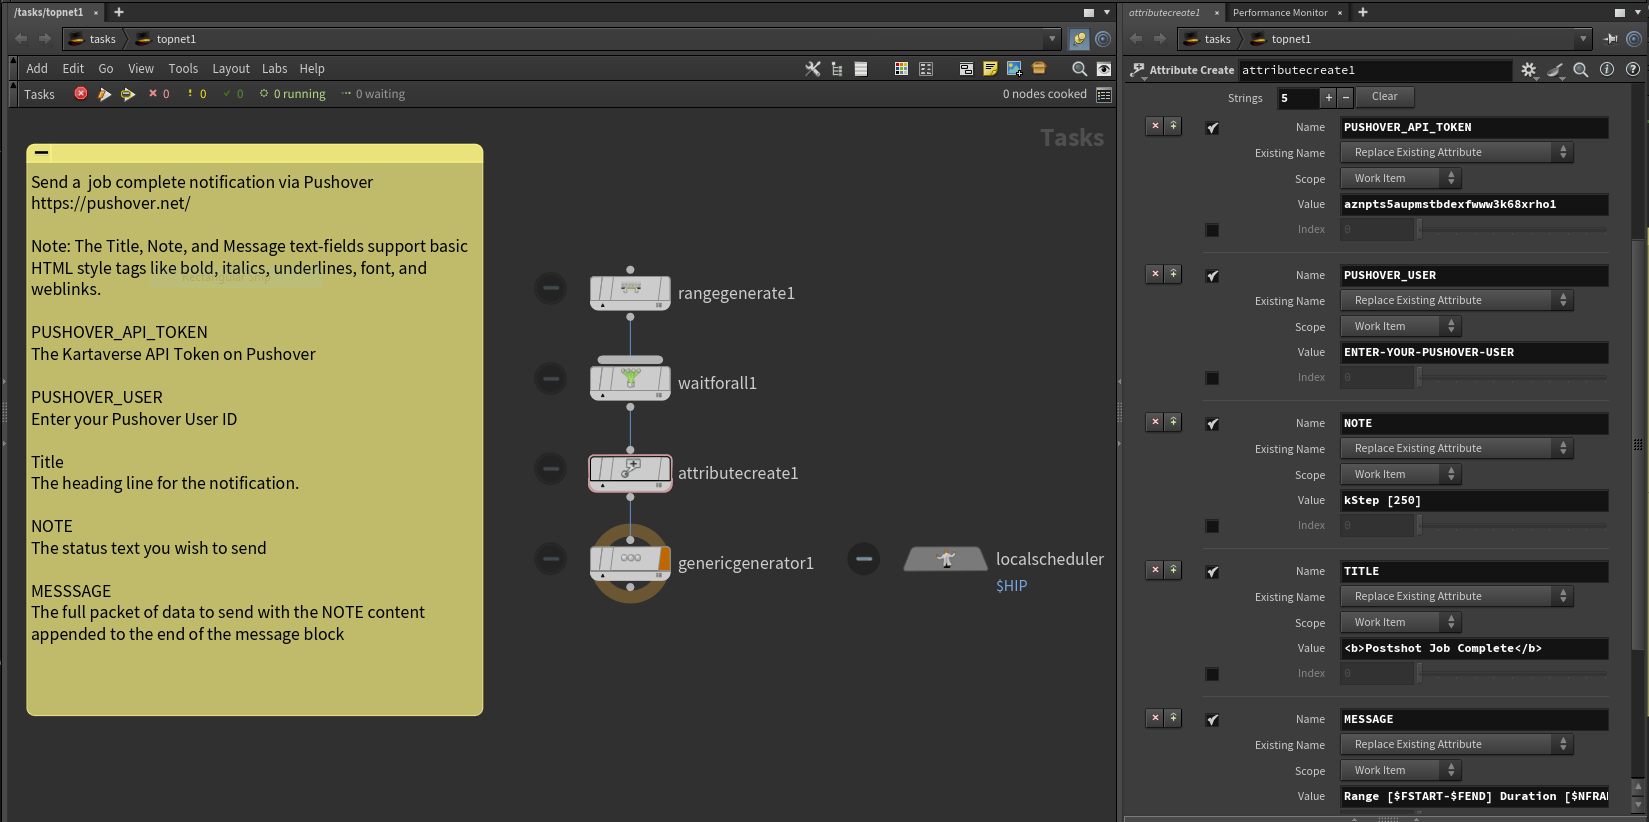 /tasks/topnet1
tasks
topnet1
Add Edit Go View Tools Layout Labs Help
Tasks 0 0 0 0 running 0 waiting 0 nodes cooked
Tasks
Send a job complete notification via Pushover
https://pushover.net/
Note: The Title, Note, and Message text-fields support basic
HTML style tags like bold, italics, underlines, font, and
weblinks.
PUSHOVER_API_TOKEN
The Kartaverse API Token on Pushover
PUSHOVER_USER
Enter your Pushover User ID
Title
The heading line for the notification.
NOTE
The status text you wish to send
MESSSAGE
The full packet of data to send with the NOTE content
appended to the end of the message block
rangegenerate1
waitforall1
attributecreate1
genericgenerator1
localscheduler
$HIP
attributecreate1 Performance Monitor
tasks topnet1
Attribute Create attributecreate1
Strings 5 Clear
Name PUSHOVER_API_TOKEN
Existing Name Replace Existing Attribute
Scope Work Item
Value aznpts5aupmstbdexfwww3k68xrho1
Index 0
Name PUSHOVER_USER
Existing Name Replace Existing Attribute
Scope Work Item
Value ENTER-YOUR-PUSHOVER-USER
Index 0
Name NOTE
Existing Name Replace Existing Attribute
Scope Work Item
Value kStep [250]
Index 0
Name TITLE
Existing Name Replace Existing Attribute
Scope Work Item
Value <b>Postshot Job Complete</b>
Index 0
Name MESSAGE
Existing Name Replace Existing Attribute
Scope Work Item
Value Range [$FSTART-$FEND] Duration [$NFRA